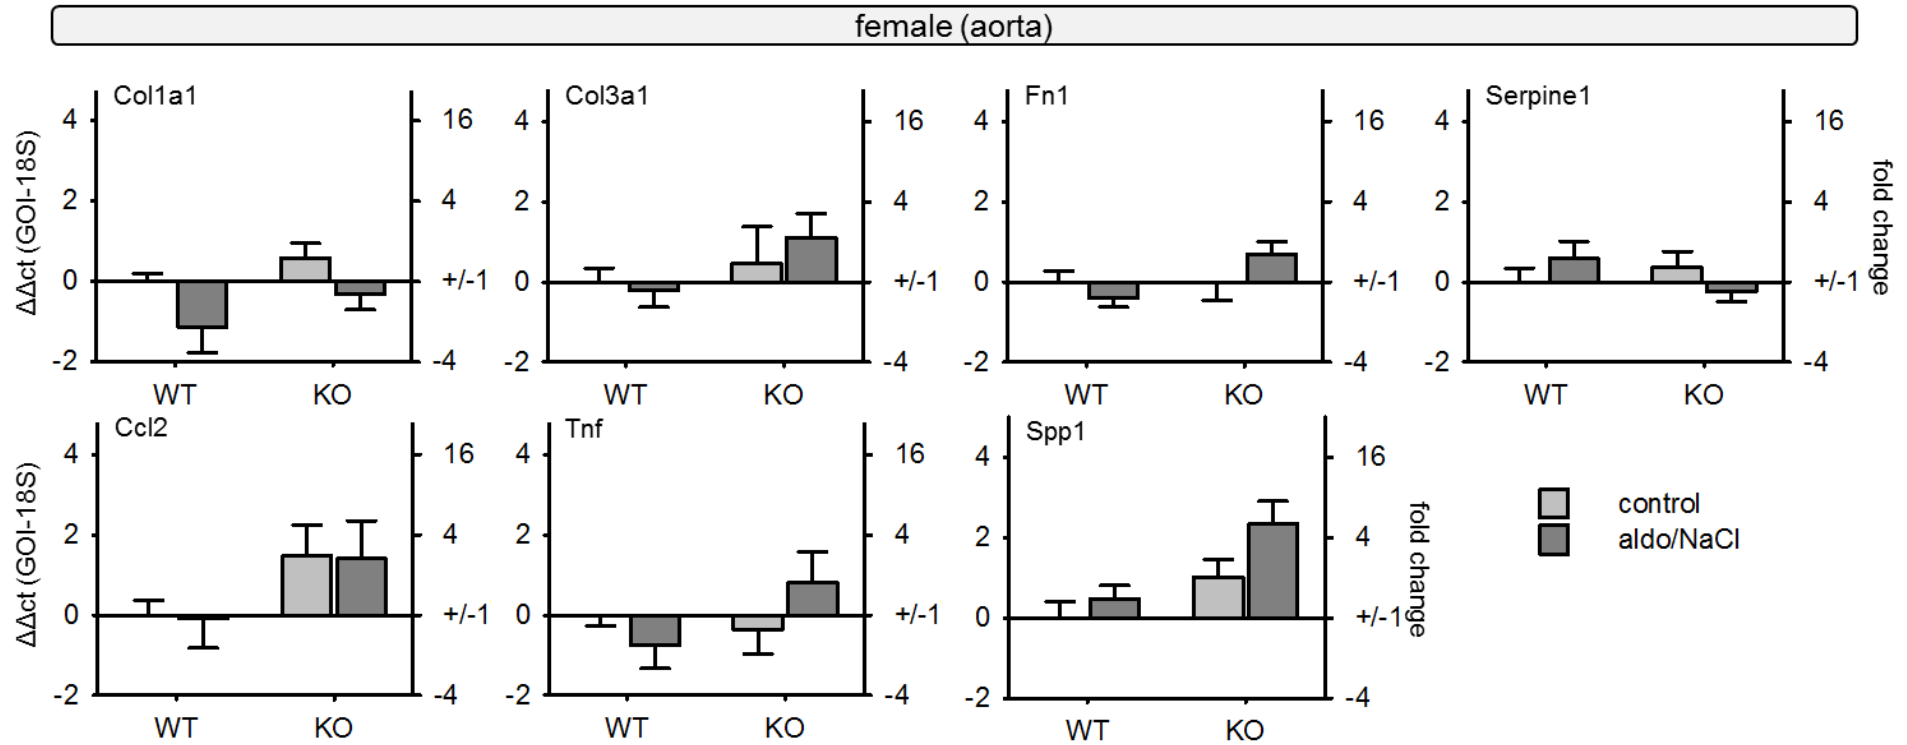 female (aorta)
Col1a1
Col3a1
Fn1
Serpine1
ΔΔct (GOI-18S)
4
2
0
-2
16
4
+/-1
-4
WT
KO
4
2
0
-2
16
4
+/-1
-4
WT
KO
4
2
0
-2
16
4
+/-1
-4
WT
KO
4
2
0
-2
16
4
+/-1
-4
WT
KO
fold change
Ccl2
Tnf
Spp1
ΔΔct (GOI-18S)
4
2
0
-2
16
4
+/-1
-4
WT
KO
4
2
0
-2
16
4
+/-1
-4
WT
KO
4
2
0
-2
16
4
+/-1
-4
WT
KO
fold change
control
aldo/NaCl